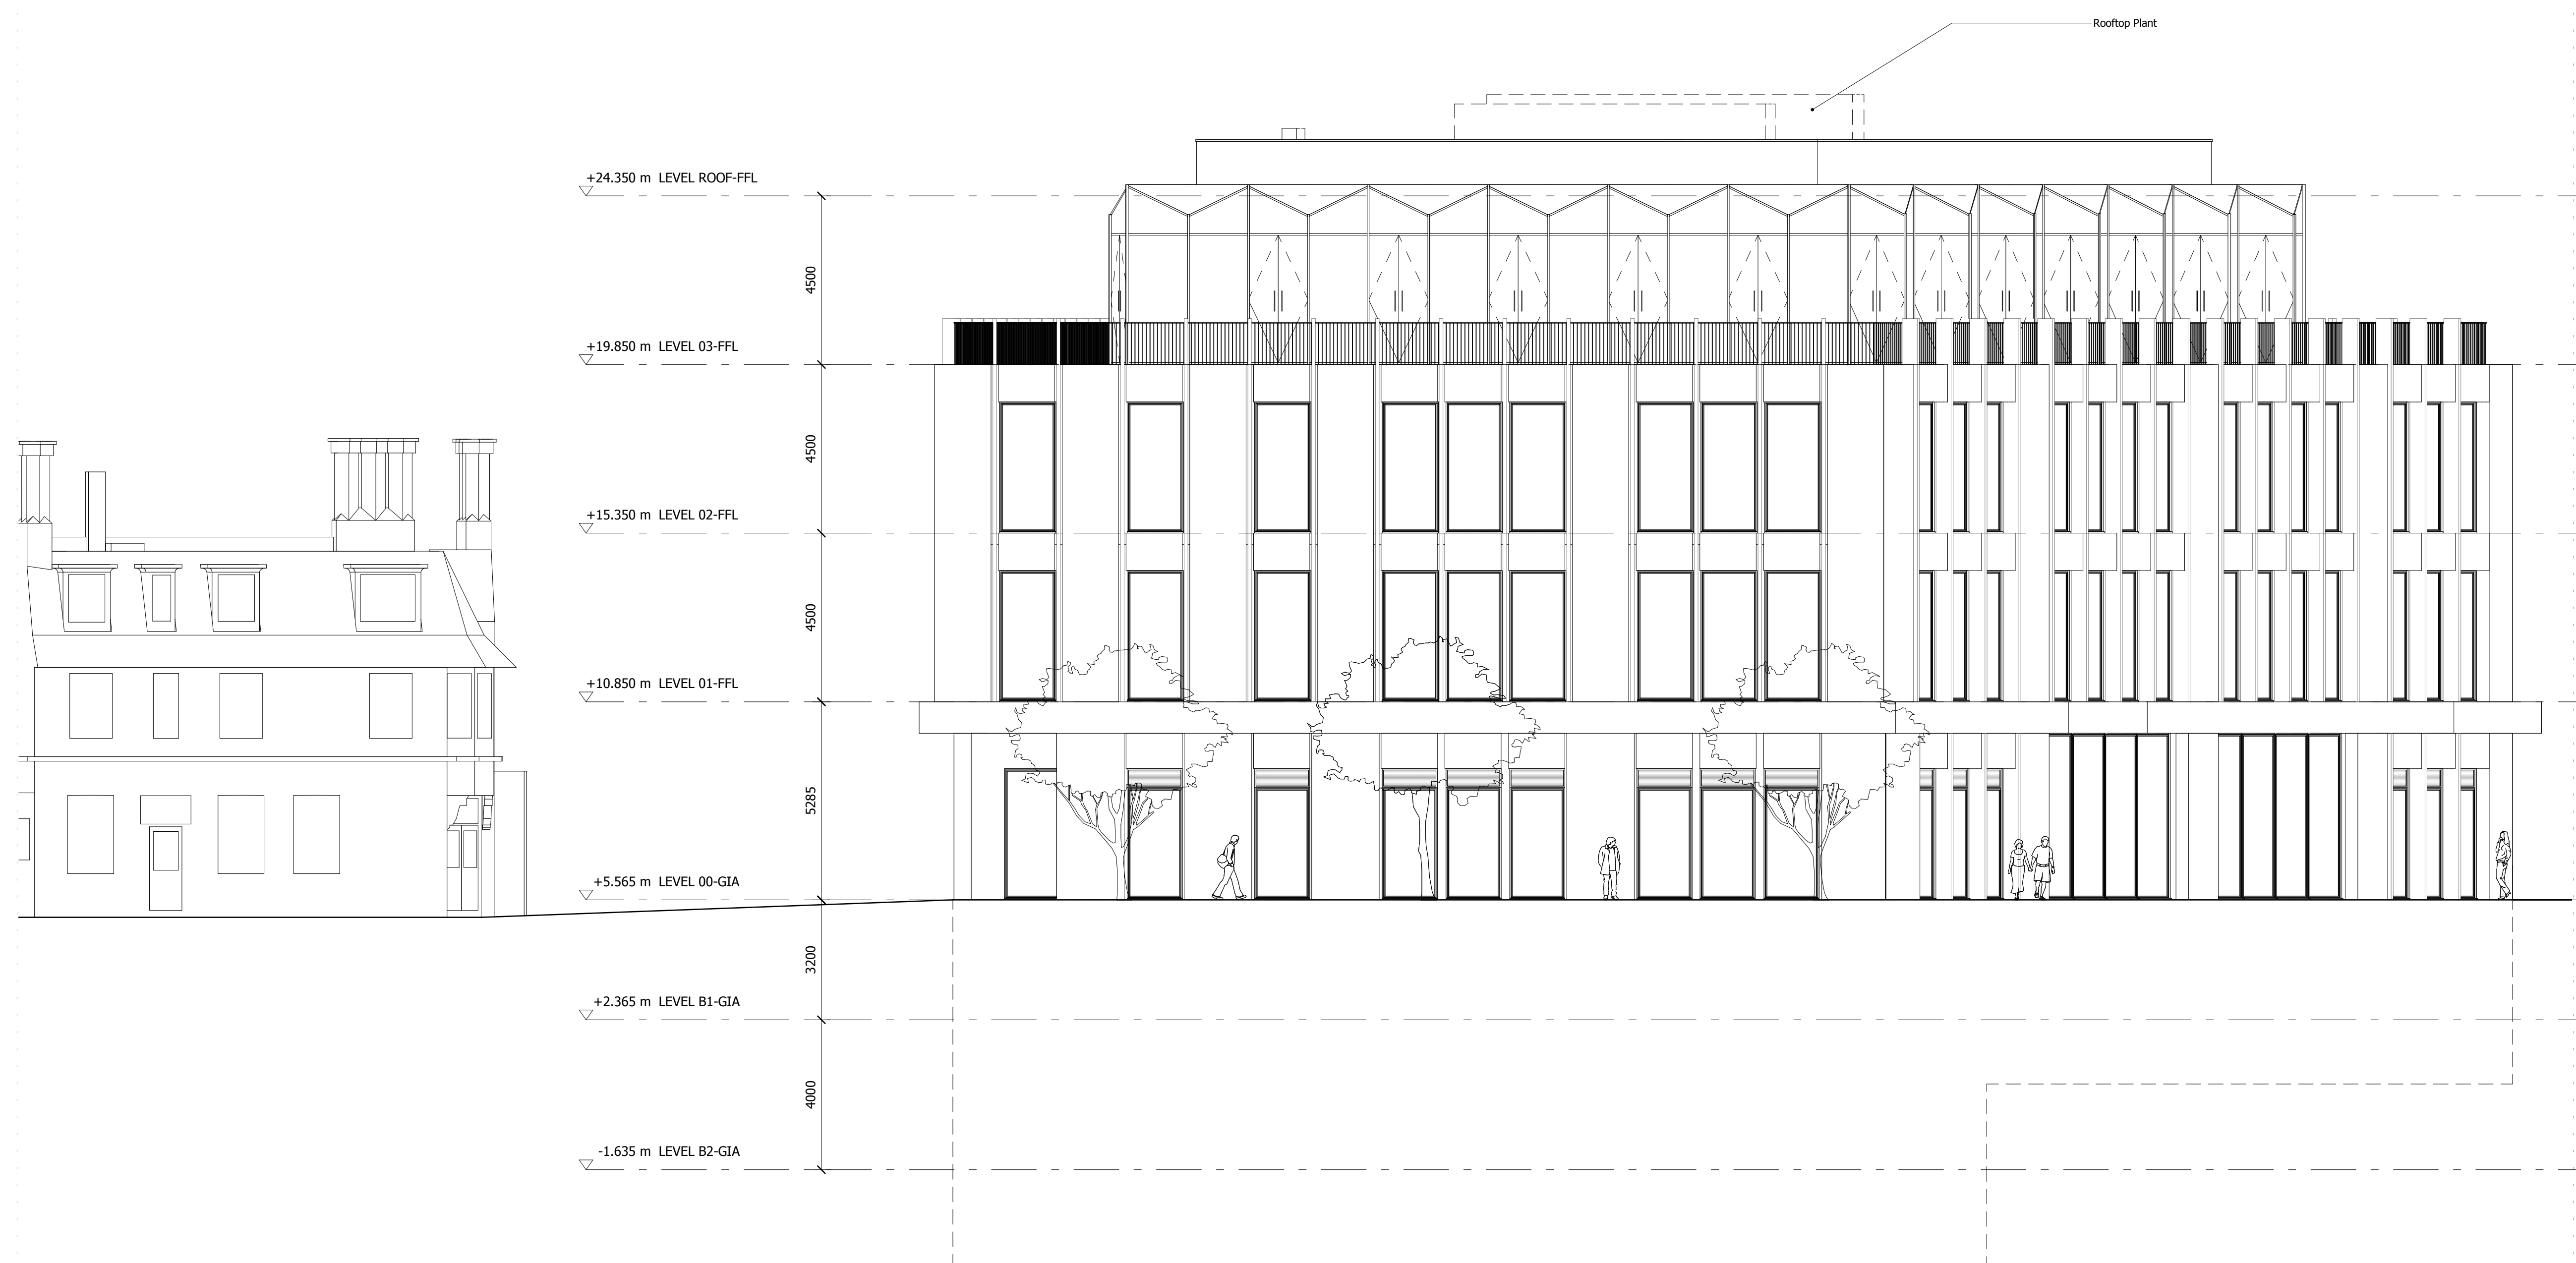 Rooftop Plant
+24.350 m LEVEL ROOF-FFL
4500
+19.850 m LEVEL 03-FFL
4500
+15.350 m LEVEL 02-FFL
4500
+10.850 m LEVEL 01-FFL
5285
+5.565 m LEVEL 00-GIA
3200
+2.365 m LEVEL B1-GIA
4000
-1.635 m LEVEL B2-GIA